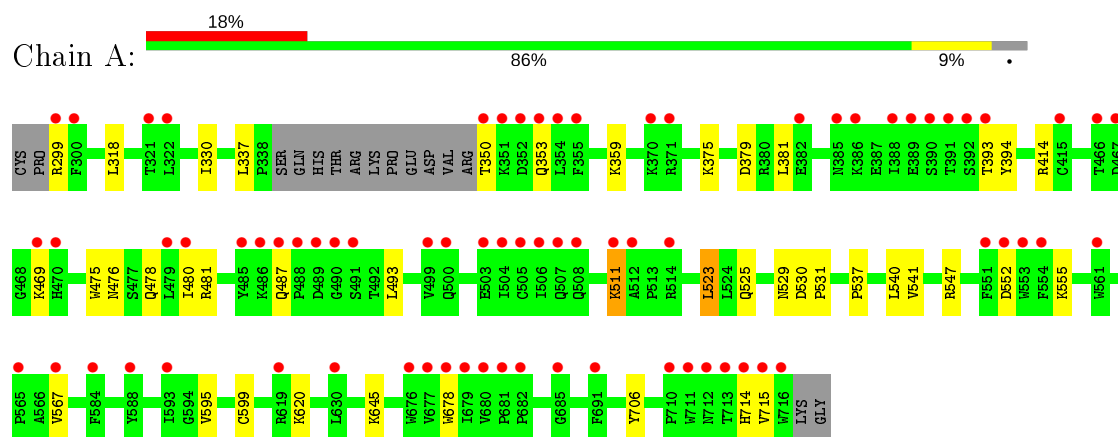 18%
Chain A:
86% 9% •
CYS PRO R299 F300 L318 T321 L322 I330 L337 P338 SER GLN HIS THR ARG LYS PRO GLU ASP VAL ARG T350 K351 D352 Q353 L354 F355 K359 K370 R371 K375 D379 R380 L381 E382 N385 K386 E387 I388 E389 S390 T391 S392 T393 Y394 R414 C415 T466 D467
G468 K469 H470 W475 N476 S477 Q478 L479 I480 R481 Y485 K486 Q487 P488 D489 G490 S491 T492 L493 V499 Q500 E503 I504 C505 I506 Q507 Q508 K511 A512 P513 R514 L523 L524 Q525 N529 D530 P531 P537 L540 V541 R547 F551 D552 W553 F554 K555 W561
P565 A566 V567 F584 Y588 I593 G594 V595 C599 R619 K620 L630 K645 W676 V677 W678 I679 V680 P681 P682 G685 F691 Y706 P710 W711 N712 T713 H714 V715 W716 LYS GLY